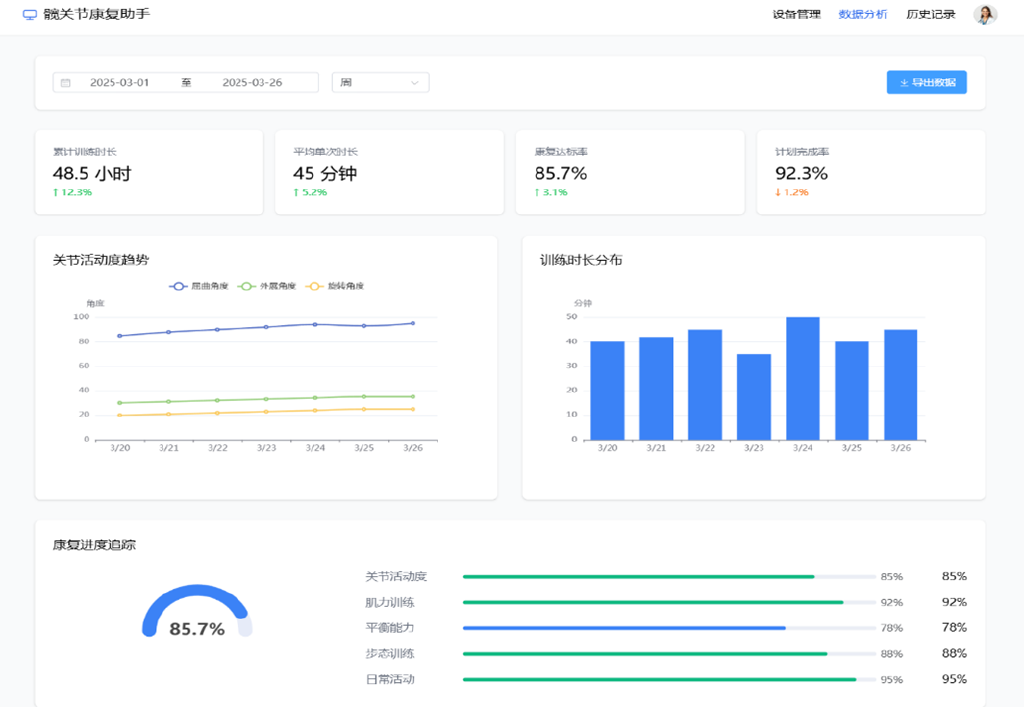 髋关节康复助手 设备管理 数据分析 历史记录
2025-03-01 至 2025-03-26 周 导出数据
累计训练时长 平均单次时长 康复达标率 计划完成率
48.5 小时 45 分钟 85.7% 92.3%
↑ 12.3% ↑ 5.2% ↑ 3.1% ↓ 1.2%
关节活动度趋势
屈曲角度 外展角度 旋转角度
角度
100
80
60
40
20
0
3/20 3/21 3/22 3/23 3/24 3/25 3/26
训练时长分布
分钟
50
40
30
20
10
0
3/20 3/21 3/22 3/23 3/24 3/25 3/26
康复进度追踪
85.7%
关节活动度 85% 85%
肌力训练 92% 92%
平衡能力 78% 78%
步态训练 88% 88%
日常活动 95% 95%